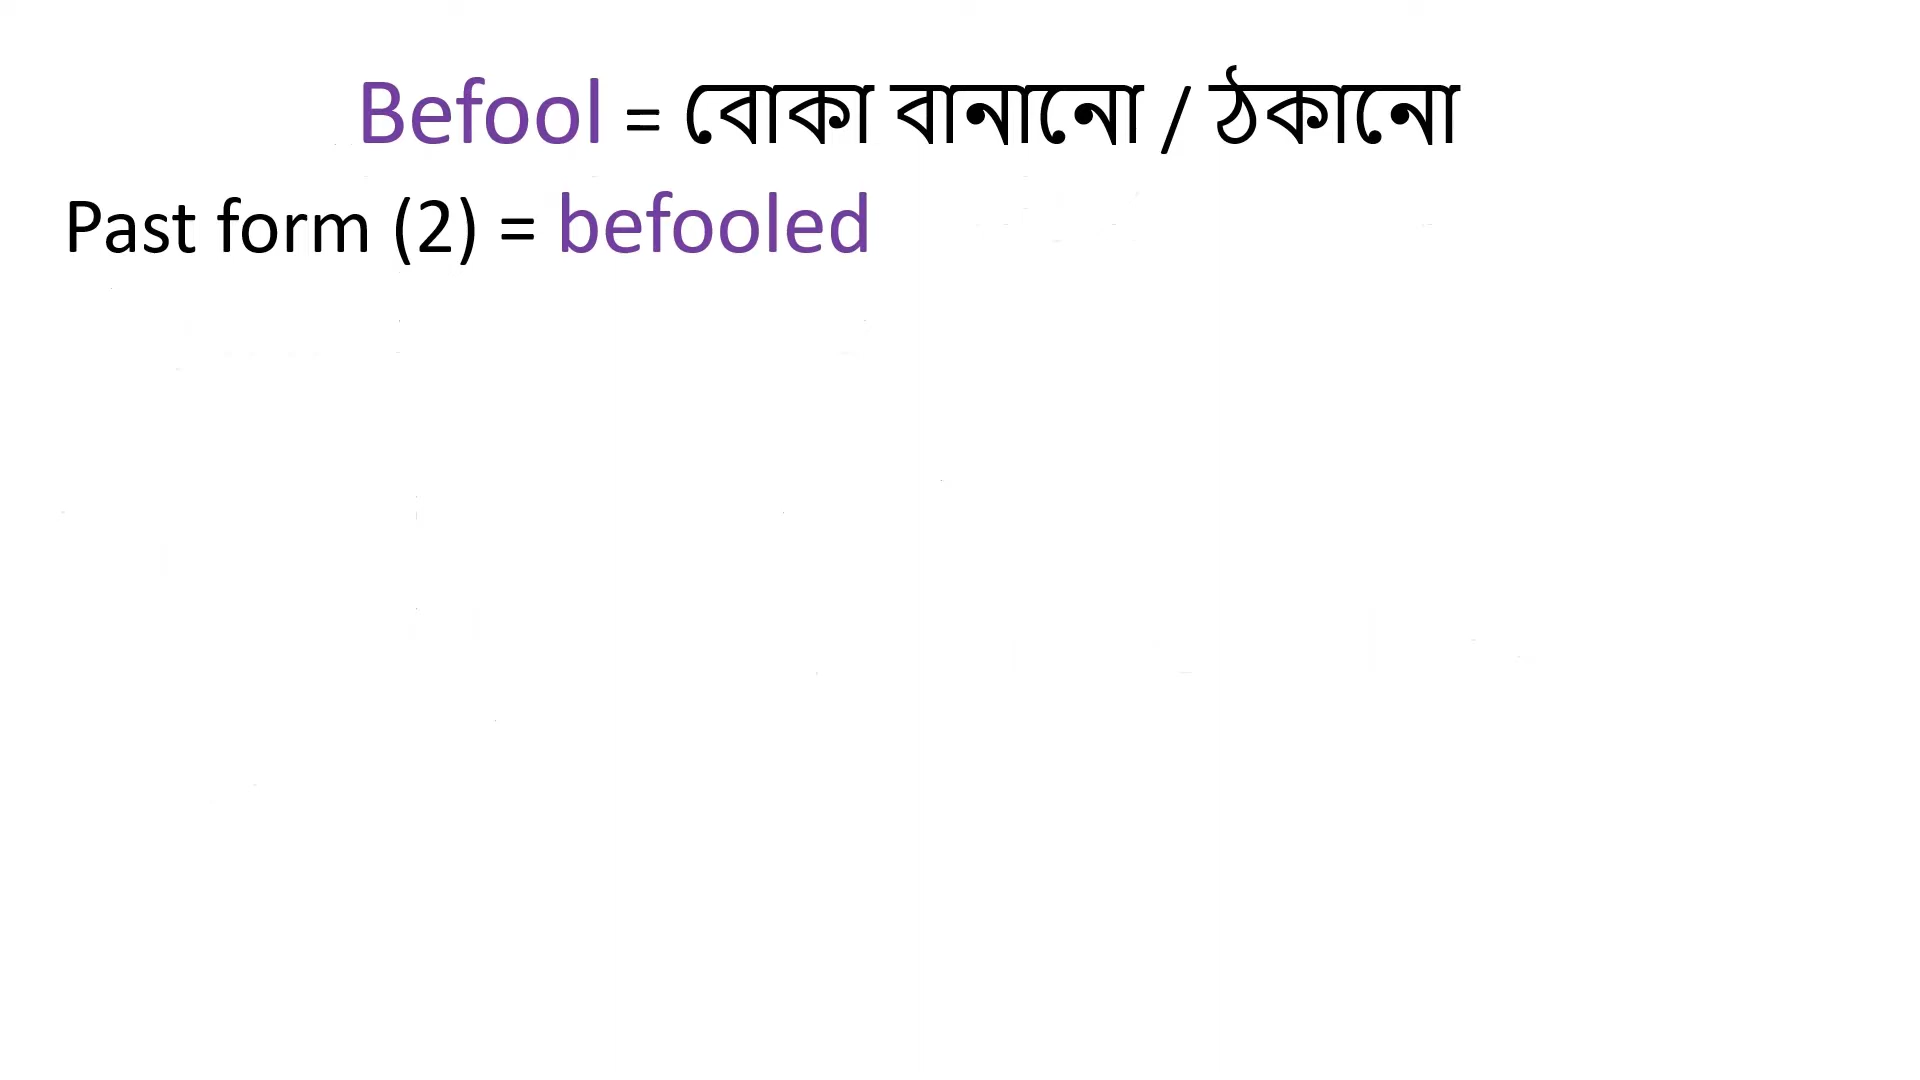 Befool = বোকা বানানো / ঠকানো
Past form (2) = befooled